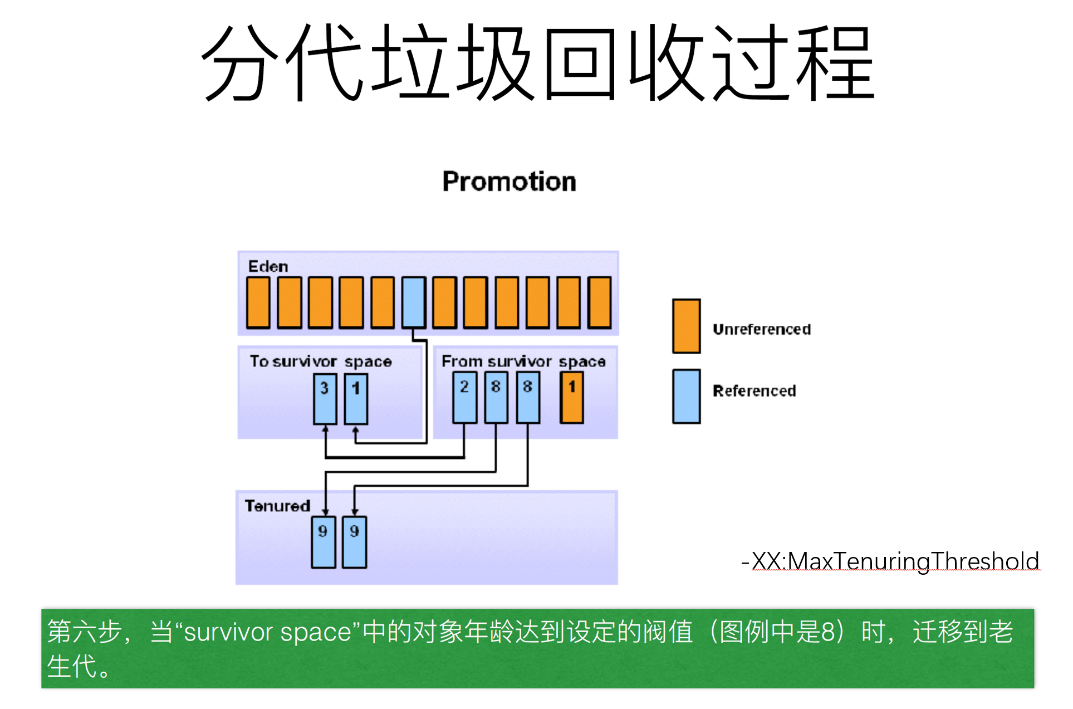 分代垃圾回收过程
Promotion
Eden
Unreferenced
To survivor space
From survivor space
3 1
2 8 8 1
Referenced
Tenured
9 9
-XX:MaxTenuringThreshold
第六步，当“survivor space”中的对象年龄达到设定的阀值（图例中是8）时，迁移到老
生代。